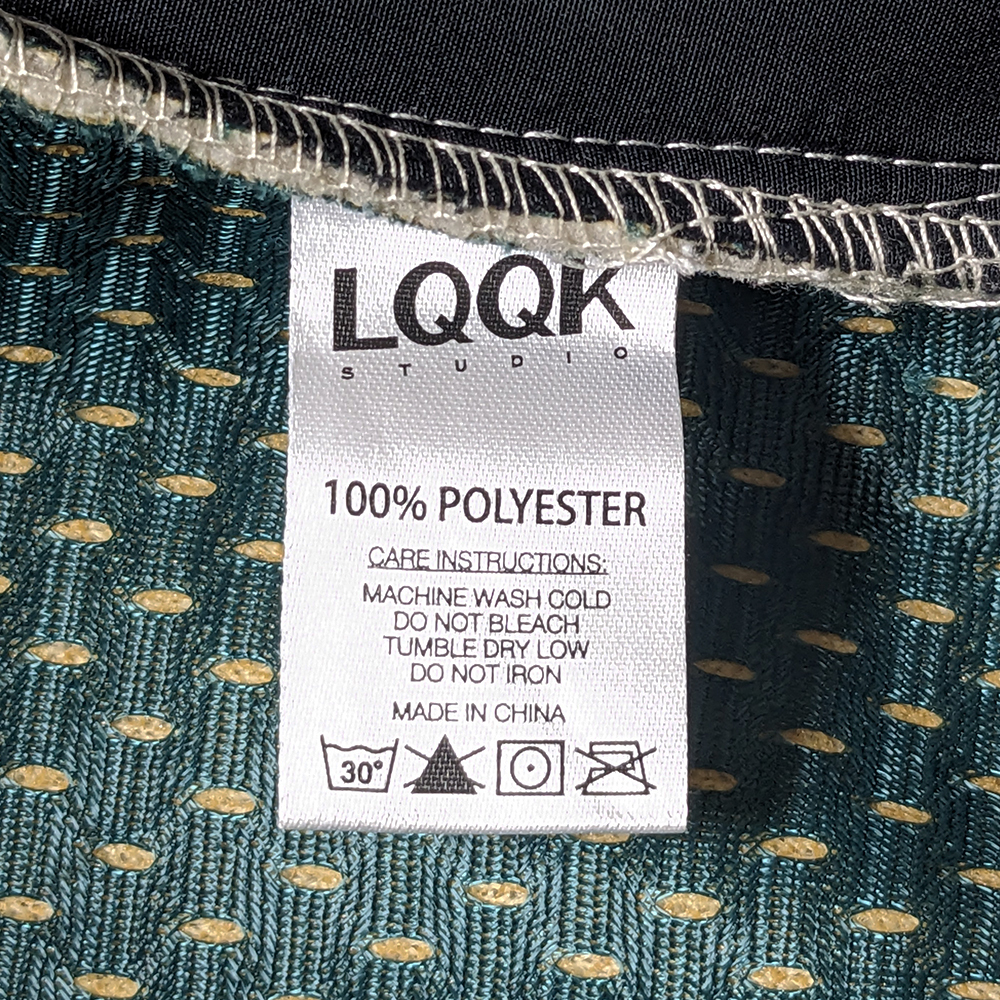 LQQK
STUDIO
100% POLYESTER
CARE INSTRUCTIONS:
MACHINE WASH COLD
DO NOT BLEACH
TUMBLE DRY LOW
DO NOT IRON
MADE IN CHINA
30°